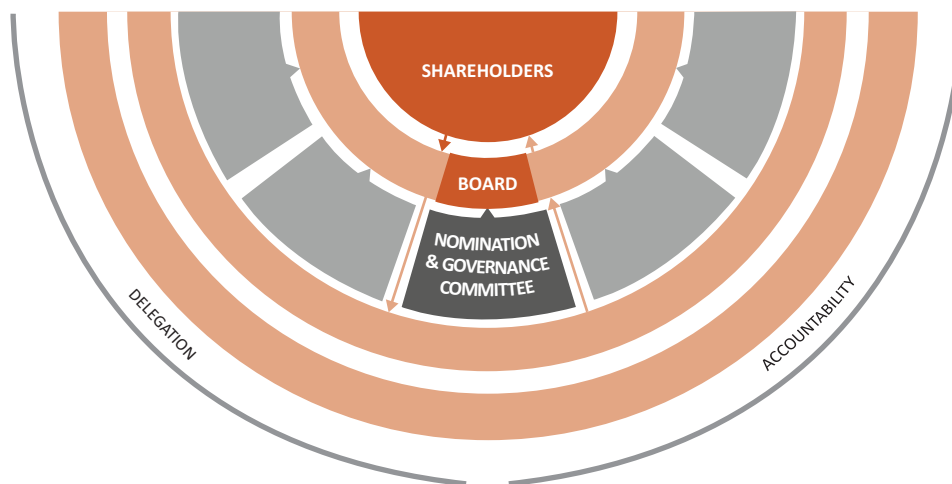 SHAREHOLDERS
BOARD
NOMINATION
& GOVERNANCE
COMMITTEE
DELEGATION
ACCOUNTABILITY